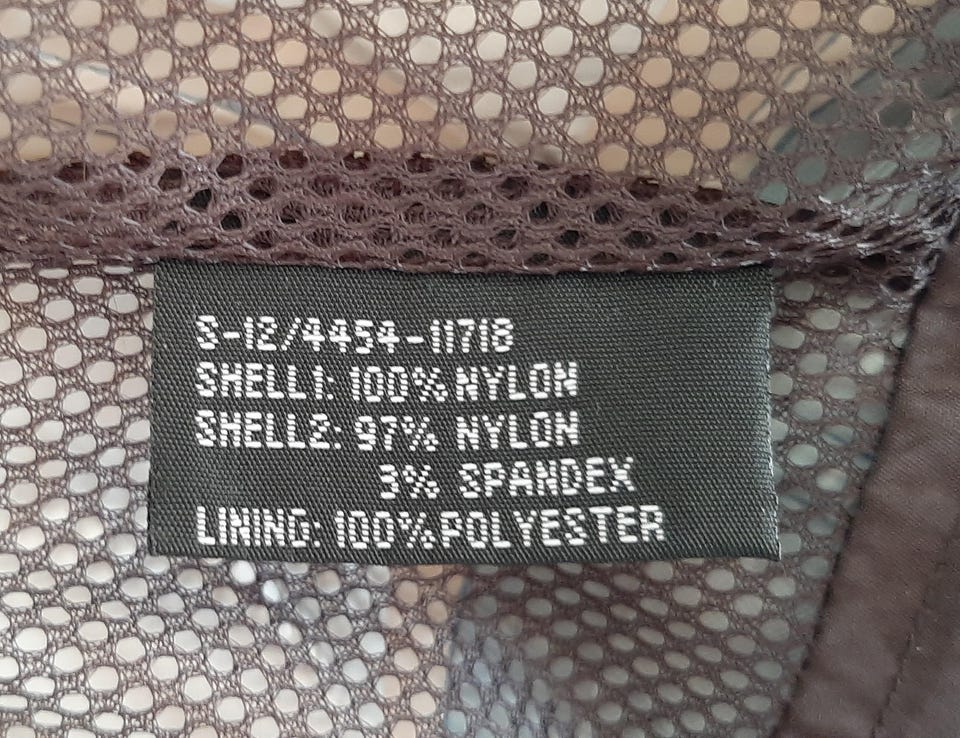 S-12/4454-11718
SHELL1: 100% NYLON
SHELL2: 97% NYLON
3% SPANDEX
LINING: 100% POLYESTER